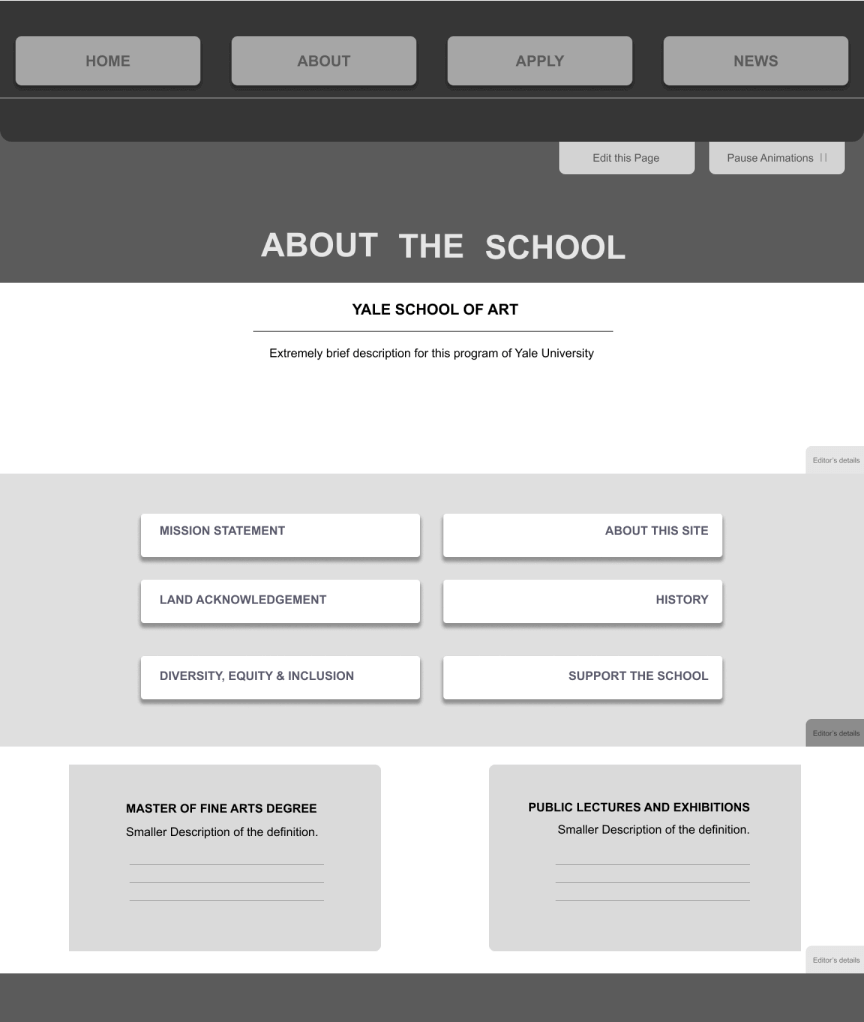 HOME
ABOUT
APPLY
NEWS
Edit this Page
Pause Animations
ABOUT THE SCHOOL
YALE SCHOOL OF ART
Extremely brief description for this program of Yale University
Editor's details
MISSION STATEMENT
ABOUT THIS SITE
LAND ACKNOWLEDGEMENT
HISTORY
DIVERSITY, EQUITY & INCLUSION
SUPPORT THE SCHOOL
Editor's details
MASTER OF FINE ARTS DEGREE
Smaller Description of the definition.
PUBLIC LECTURES AND EXHIBITIONS
Smaller Description of the definition.
Editor's details